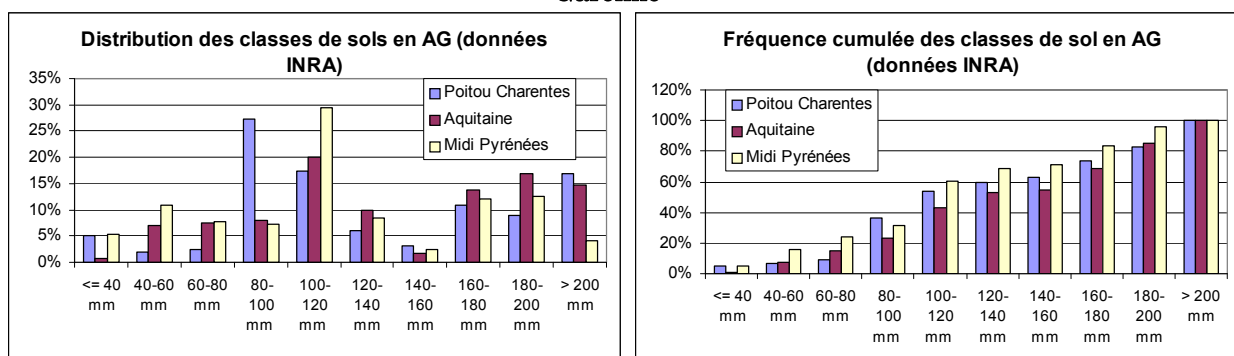 Distribution des classes de sols en AG (données
INRA)
35%
30%
25%
20%
15%
10%
5%
0%
Poitou Charentes
Aquitaine
Midi Pyrénées
<= 40 40-60 60-80 80- 100- 120- 140- 160- 180- > 200
mm mm mm 100 120 140 160 180 200 mm
mm mm mm mm mm mm
Fréquence cumulée des classes de sol en AG
(données INRA)
120%
100%
80%
60%
40%
20%
0%
Poitou Charentes
Aquitaine
Midi Pyrénées
<= 40 40-60 60-80 80- 100- 120- 140- 160- 180- > 200
mm mm mm 100 120 140 160 180 200 mm
mm mm mm mm mm mm